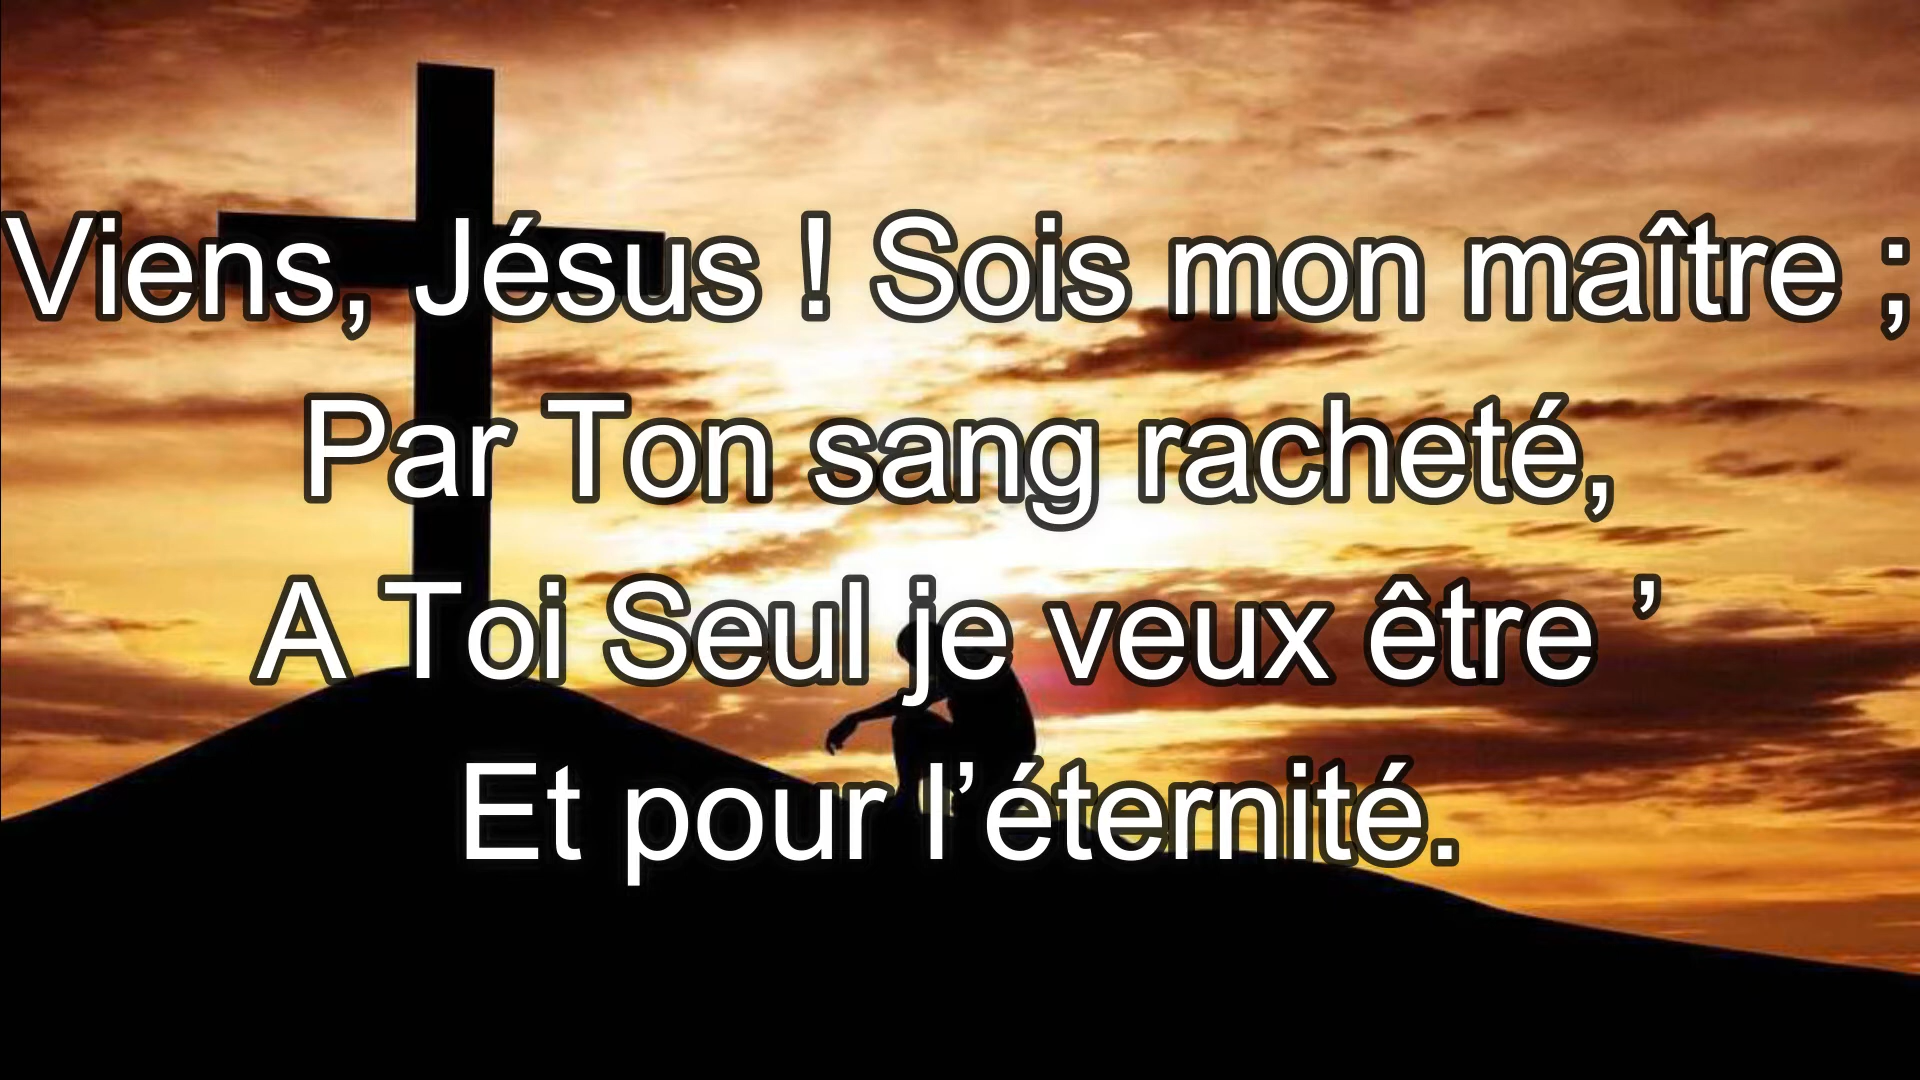 Viens, Jésus ! Sois mon maître ;
Par Ton sang racheté,
A Toi Seul je veux être ’
Et pour l’éternité.